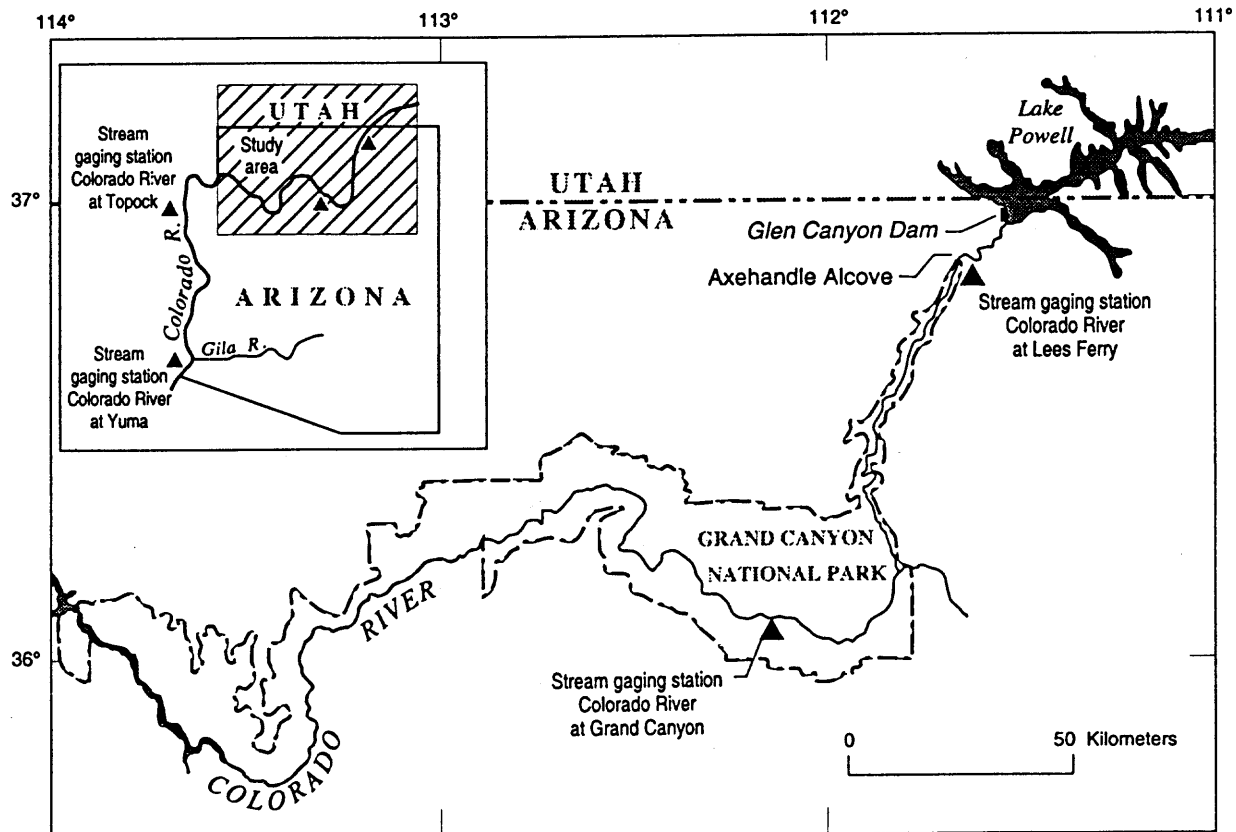 114°
113°
112°
111°
37°
36°
UTAH
Study
area
Stream
gaging station
Colorado River
at Topock
Colorado R.
ARIZONA
Gila R.
Stream
gaging station
Colorado River
at Yuma
UTAH
ARIZONA
Lake
Powell
Glen Canyon Dam
Axehandle Alcove
Stream gaging station
Colorado River
at Lees Ferry
GRAND CANYON
NATIONAL PARK
Stream gaging station
Colorado River
at Grand Canyon
COLORADO
RIVER
0 50 Kilometers